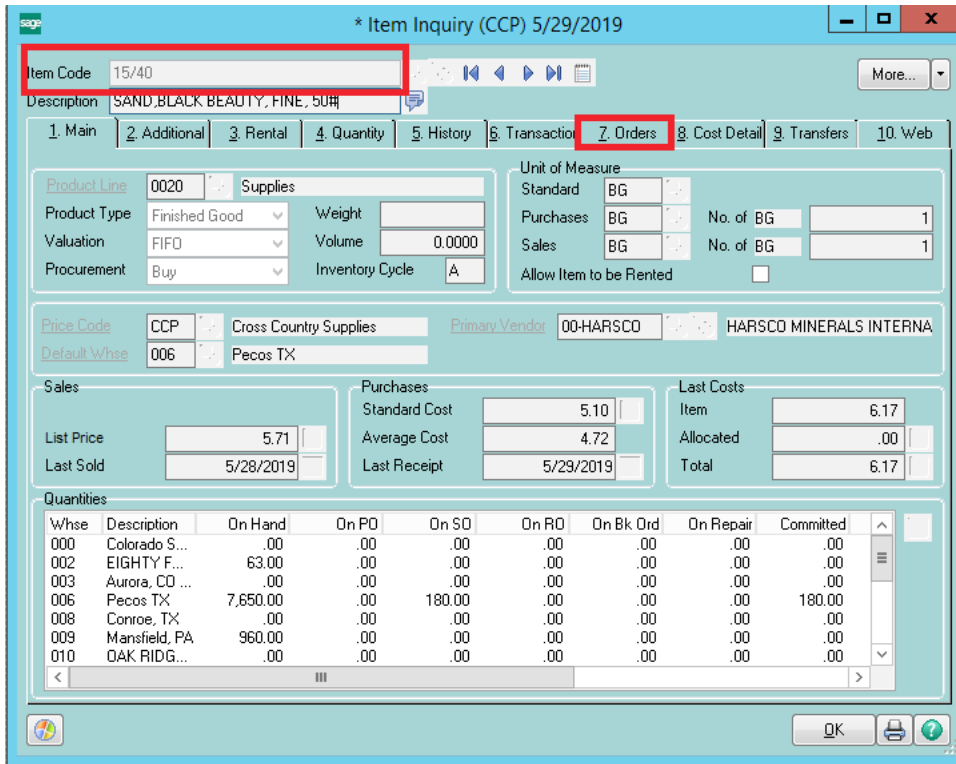 sage
* Item Inquiry (CCP) 5/29/2019
Item Code 15/40
More...
Description SAND,BLACK BEAUTY, FINE, 50#
1. Main 2. Additional 3. Rental 4. Quantity 5. History 6. Transaction 7. Orders 8. Cost Detail 9. Transfers 10. Web
Product Line 0020 Supplies
Product Type Finished Good Weight
Valuation FIFO Volume 0.0000
Procurement Buy Inventory Cycle A
Unit of Measure
Standard BG
Purchases BG No. of BG 1
Sales BG No. of BG 1
Allow Item to be Rented
Price Code CCP Cross Country Supplies Primary Vendor 00-HARSCO HARSCO MINERALS INTERNA
Default Whse 006 Pecos TX
Sales
List Price 5.71
Last Sold 5/28/2019
Purchases
Standard Cost 5.10
Average Cost 4.72
Last Receipt 5/29/2019
Last Costs
Item 6.17
Allocated .00
Total 6.17
Quantities
Whse Description On Hand On PO On SO On RO On Bk Ord On Repair Committed
000 Colorado S... .00 .00 .00 .00 .00 .00 .00
002 EIGHTY F... 63.00 .00 .00 .00 .00 .00 .00
003 Aurora, CO ... .00 .00 .00 .00 .00 .00 .00
006 Pecos TX 7,650.00 .00 180.00 .00 .00 .00 180.00
008 Conroe, TX .00 .00 .00 .00 .00 .00 .00
009 Mansfield, PA 960.00 .00 .00 .00 .00 .00 .00
010 OAK RIDG... .00 .00 .00 .00 .00 .00 .00
OK